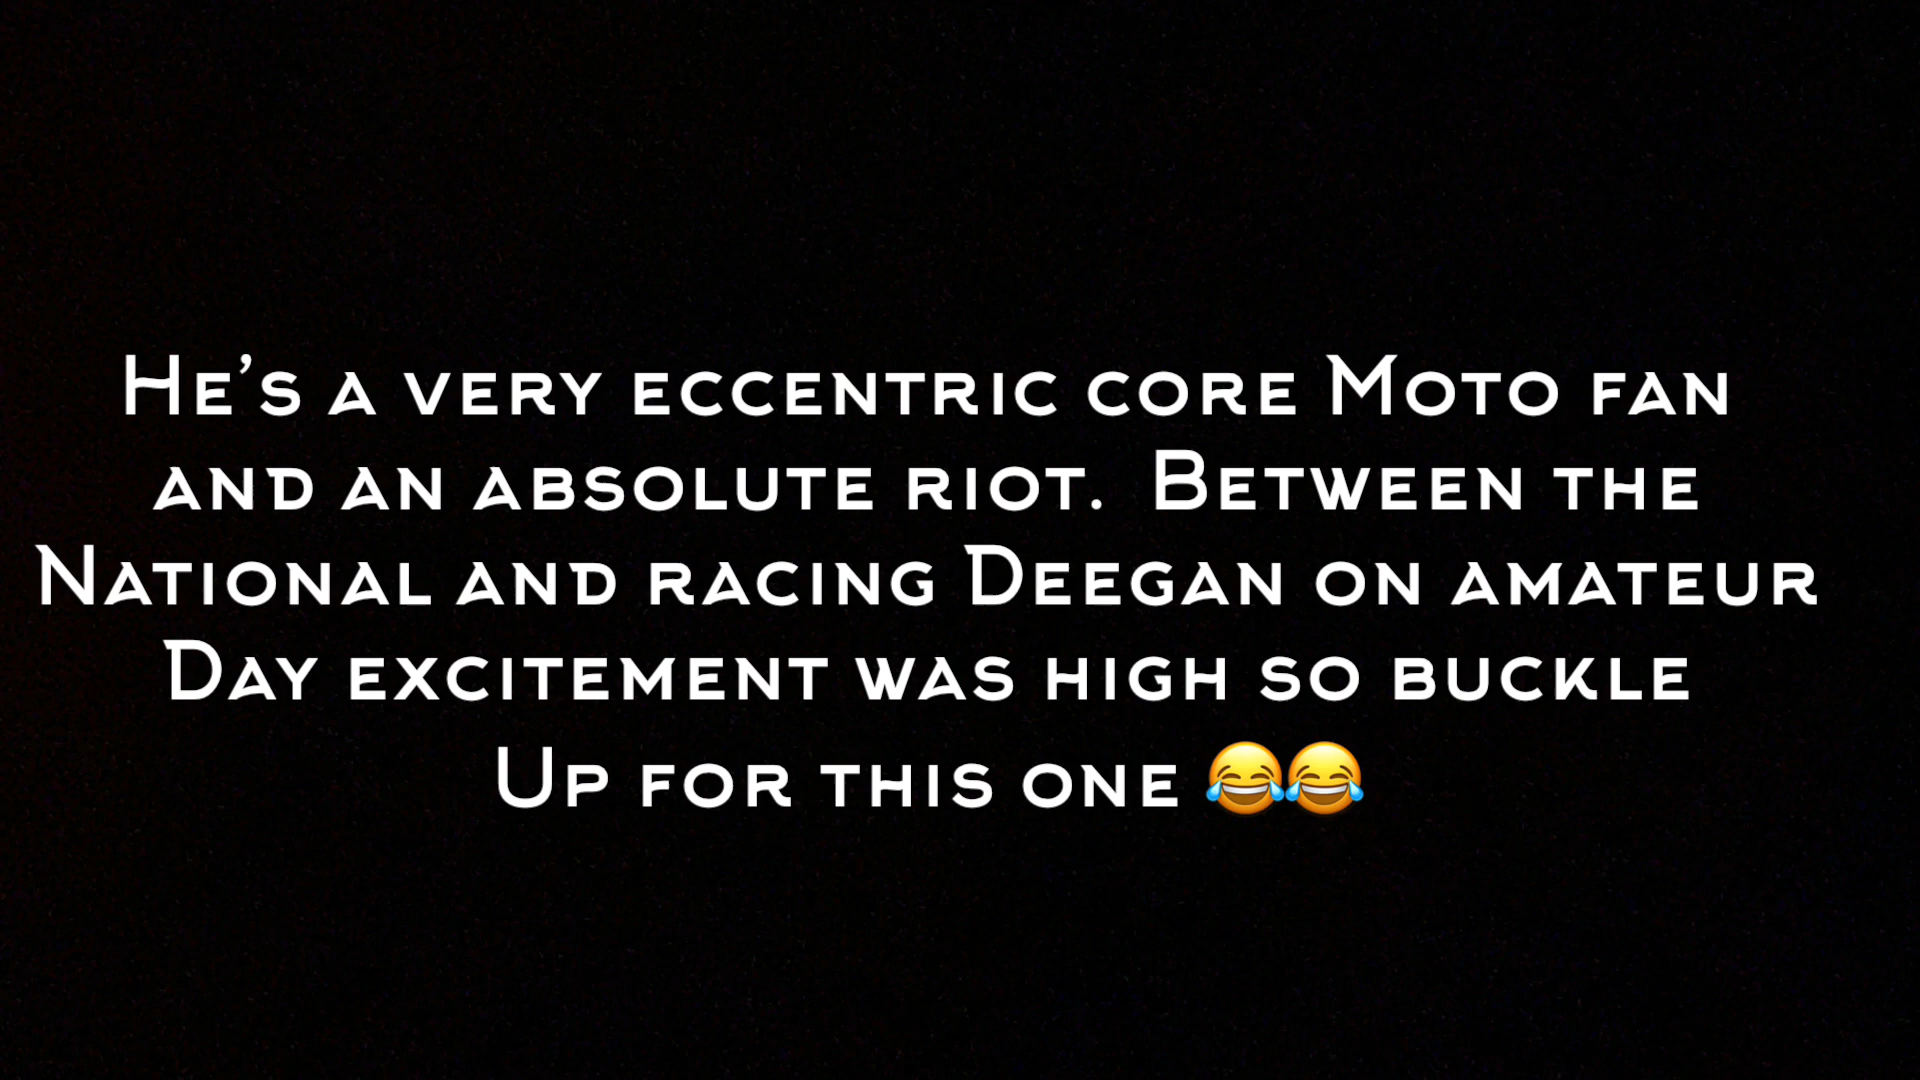 He’s a very eccentric core Moto fan
and an absolute riot.  Between the
National and racing Deegan on amateur
Day excitement was high so buckle
Up for this one 😂😂